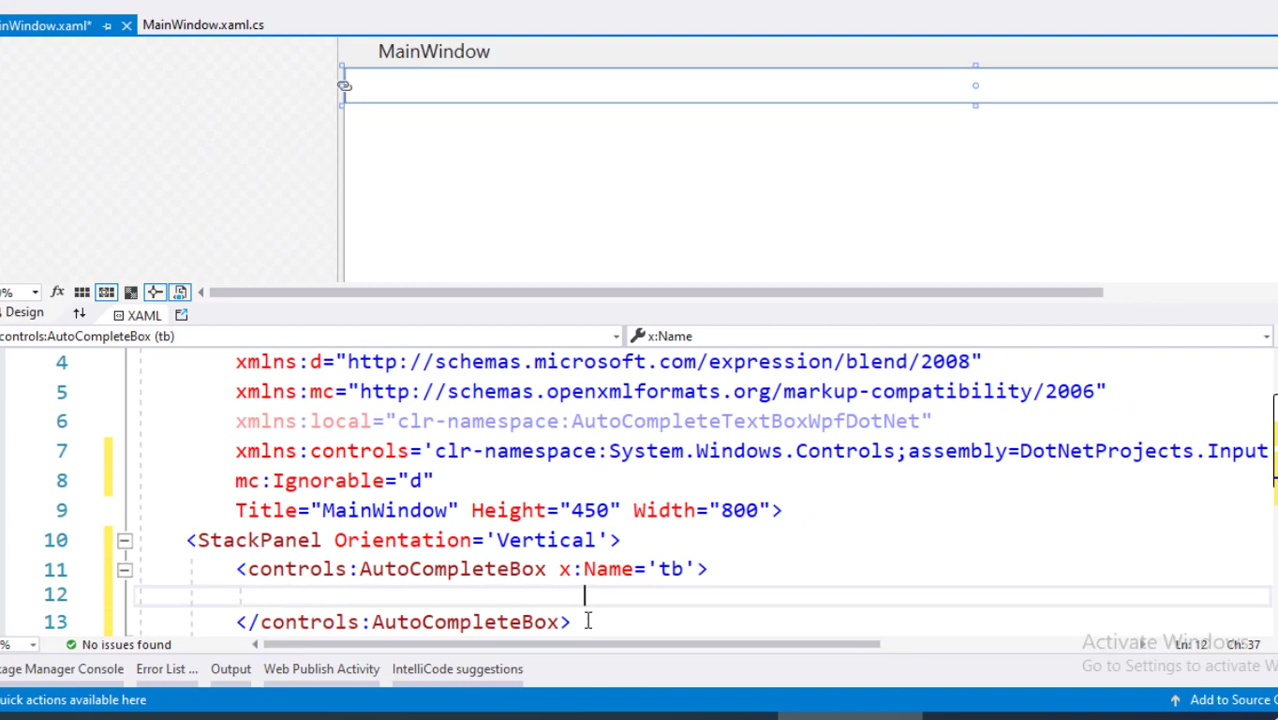 inWindow.xaml* MainWindow.xaml.cs
MainWindow
% fx
Design XAML
controls:AutoCompleteBox (tb) x:Name
4 xmlns:d="http://schemas.microsoft.com/expression/blend/2008"
5 xmlns:mc="http://schemas.openxmlformats.org/markup-compatibility/2006"
6 xmlns:local="clr-namespace:AutoCompleteTextBoxWpfDotNet"
7 xmlns:controls='clr-namespace:System.Windows.Controls;assembly=DotNetProjects.Input
8 mc:Ignorable="d"
9 Title="MainWindow" Height="450" Width="800">
10 <StackPanel Orientation='Vertical'>
11 <controls:AutoCompleteBox x:Name='tb'>
12
13 </controls:AutoCompleteBox>
% No issues found Ln: 12 Ch: 37
Activate Windows
Go to Settings to activate W
age Manager Console Error List ... Output Web Publish Activity IntelliCode suggestions
uick actions available here Add to Source C